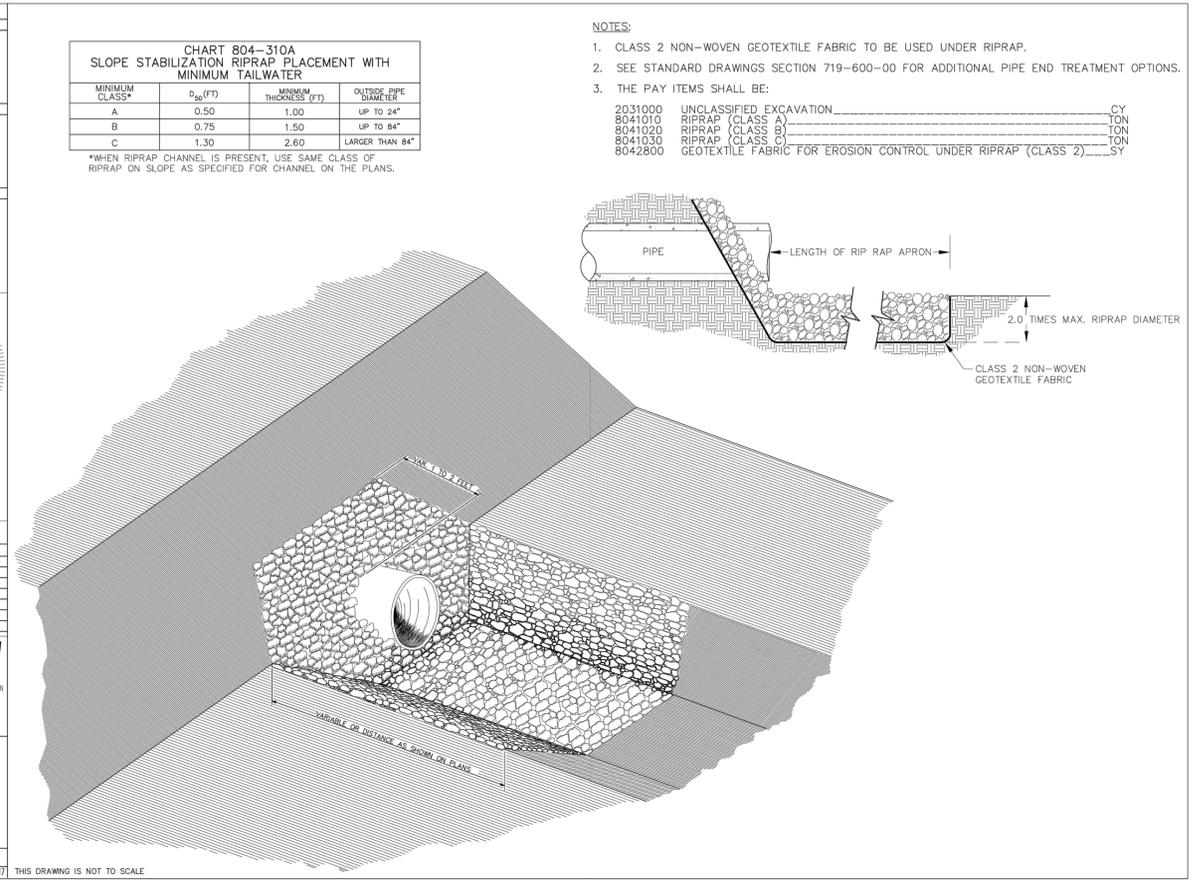 CHART 804-310A
SLOPE STABILIZATION RIPRAP PLACEMENT WITH
MINIMUM TAILWATER
MINIMUM CLASS* D50(FT) MINIMUM THICKNESS (FT) OUTSIDE PIPE DIAMETER
A 0.50 1.00 UP TO 24"
B 0.75 1.50 UP TO 84"
C 1.30 2.60 LARGER THAN 84"
*WHEN RIPRAP CHANNEL IS PRESENT, USE SAME CLASS OF
RIPRAP ON SLOPE AS SPECIFIED FOR CHANNEL ON THE PLANS.
NOTES:
1. CLASS 2 NON-WOVEN GEOTEXTILE FABRIC TO BE USED UNDER RIPRAP.
2. SEE STANDARD DRAWINGS SECTION 719-600-00 FOR ADDITIONAL PIPE END TREATMENT OPTIONS.
3. THE PAY ITEMS SHALL BE:
2031000 UNCLASSIFIED EXCAVATION CY
8041010 RIPRAP (CLASS A) TON
8041020 RIPRAP (CLASS B) TON
8041030 RIPRAP (CLASS C) TON
8042800 GEOTEXTILE FABRIC FOR EROSION CONTROL UNDER RIPRAP (CLASS 2) SY
PIPE
LENGTH OF RIP RAP APRON
2.0 TIMES MAX. RIPRAP DIAMETER
CLASS 2 NON-WOVEN
GEOTEXTILE FABRIC
VAR. 1 TO 2 FEET
VARIABLE OR DISTANCE AS SHOWN ON PLANS
THIS DRAWING IS NOT TO SCALE